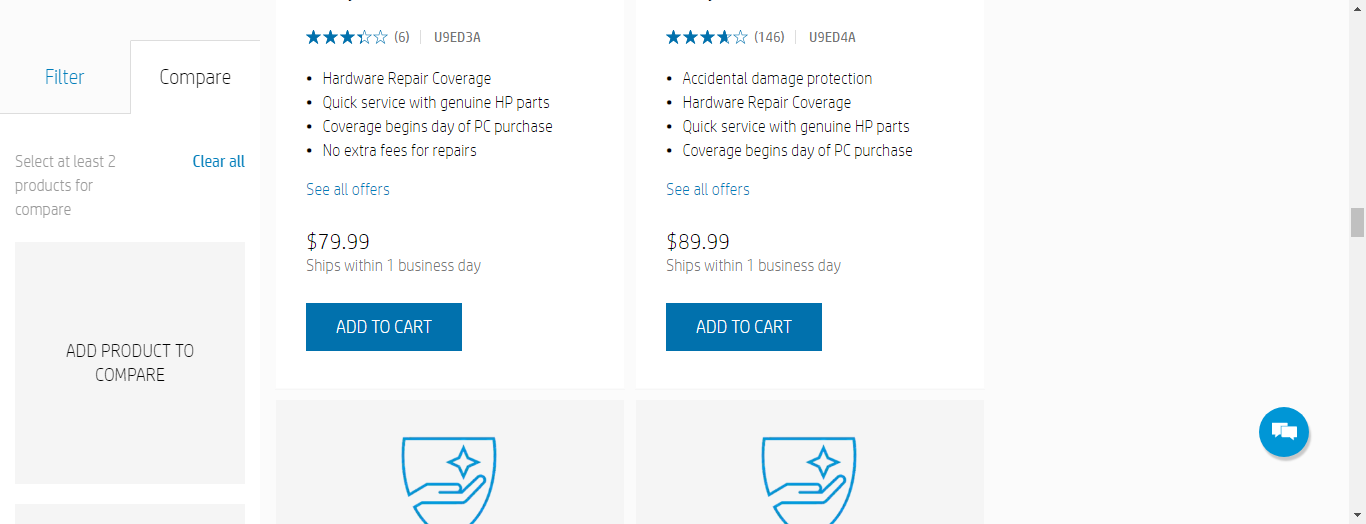 Filter
Compare
Select at least 2
products for
compare
Clear all
ADD PRODUCT TO
COMPARE
(6) U9ED3A
Hardware Repair Coverage
Quick service with genuine HP parts
Coverage begins day of PC purchase
No extra fees for repairs
See all offers
$79.99
Ships within 1 business day
ADD TO CART
(146) U9ED4A
Accidental damage protection
Hardware Repair Coverage
Quick service with genuine HP parts
Coverage begins day of PC purchase
See all offers
$89.99
Ships within 1 business day
ADD TO CART